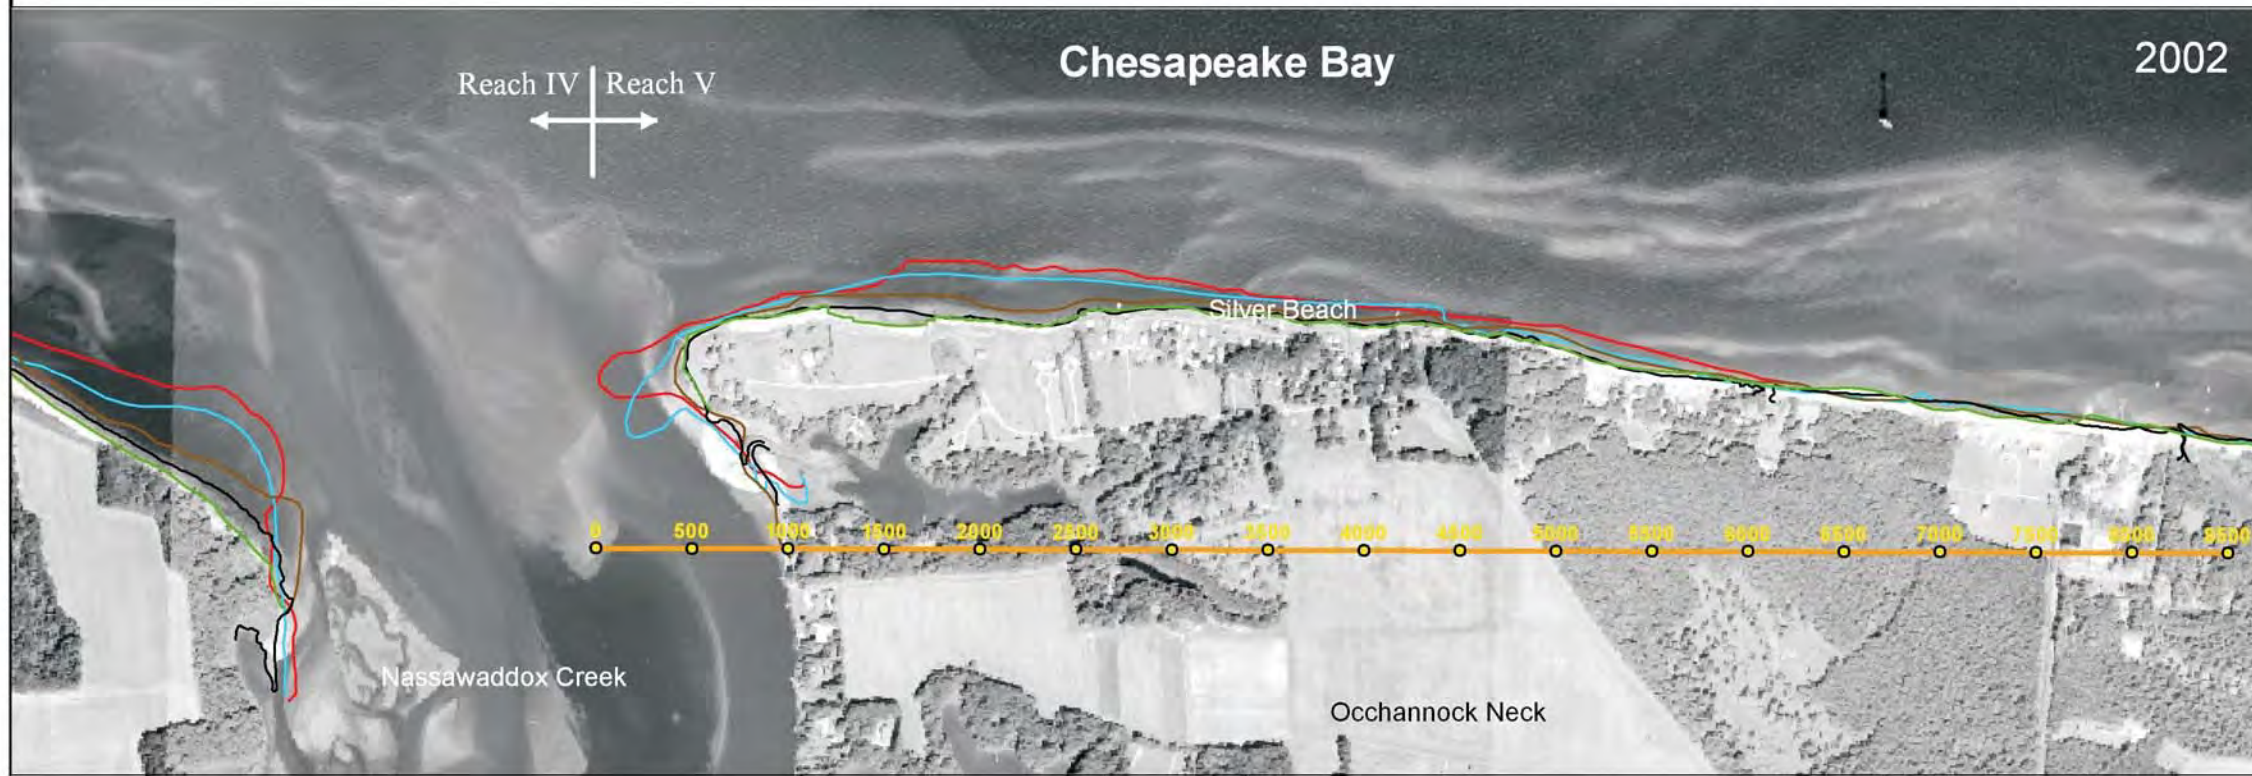 Chesapeake Bay
2002
Reach IV
Reach V
Silver Beach
0 500 1000 1500 2000 2500 3000 3500 4000 4500 5000 5500 6000 6500 7000 7500 8000 8500
Nassawaddox Creek
Occhannock Neck